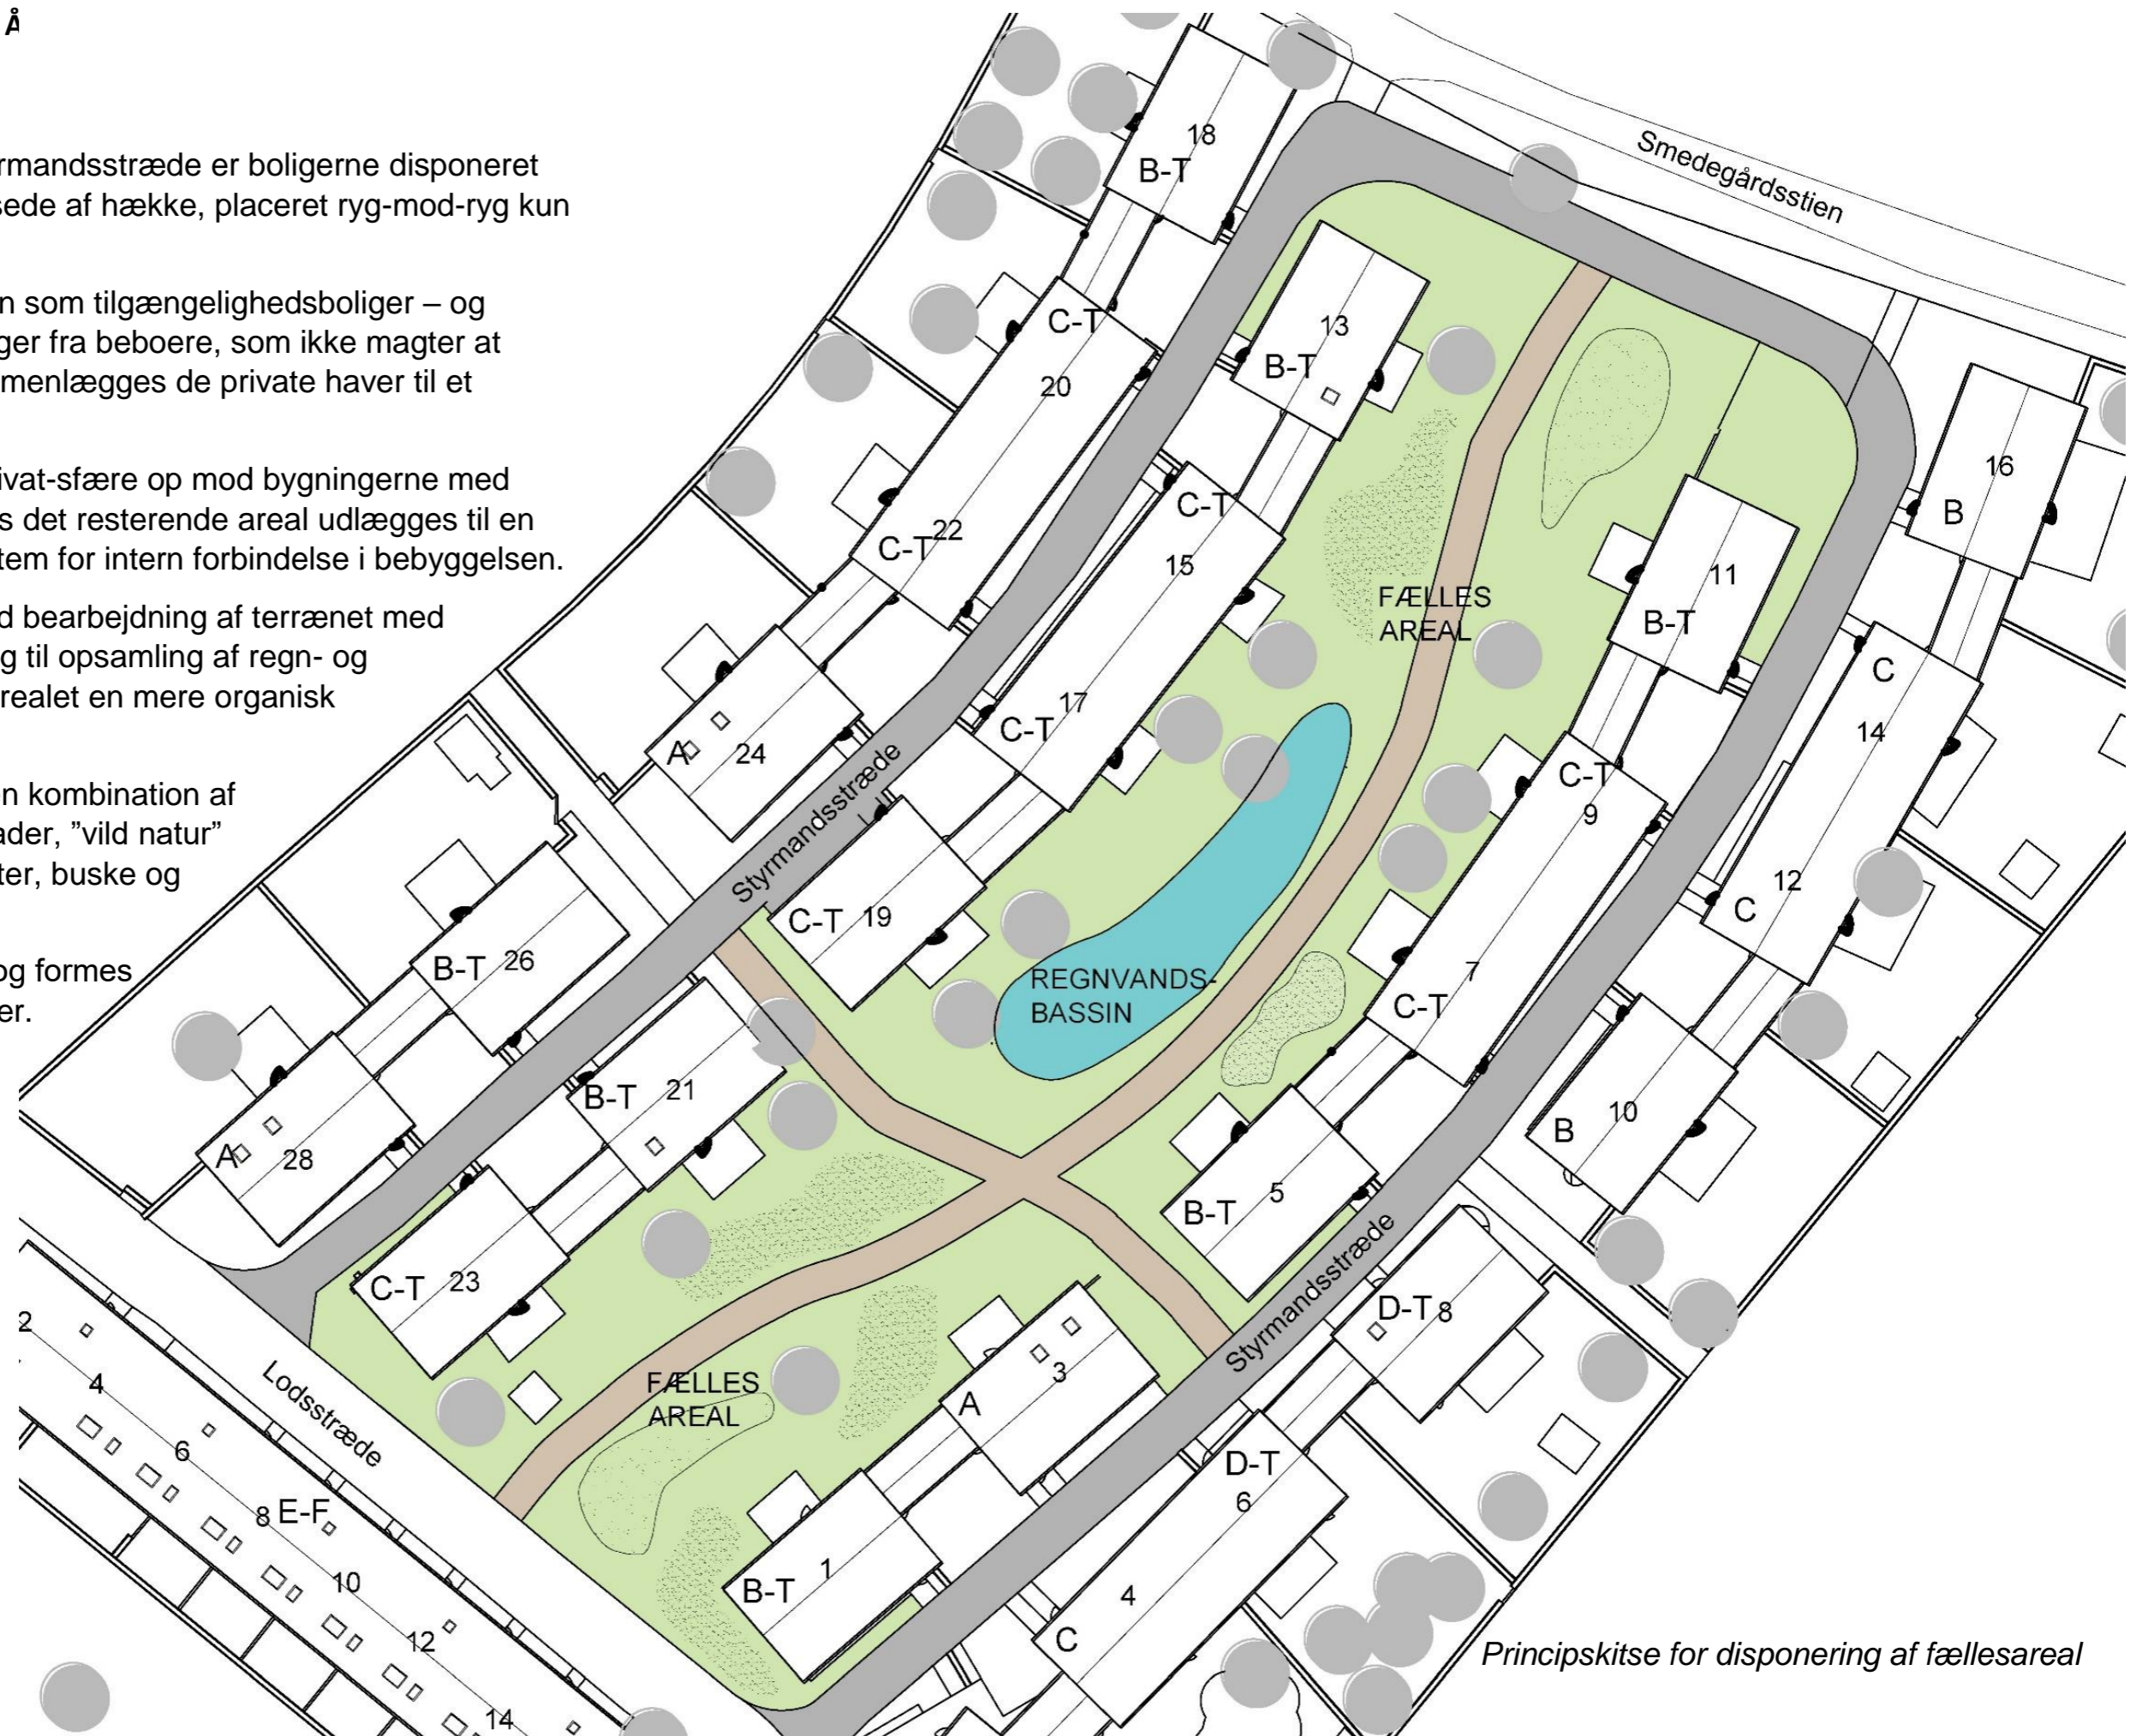 rmandsstræde er boligerne disponeret
sede af hække, placeret ryg-mod-ryg kun
n som tilgængelighedsboliger – og
ger fra beboere, som ikke magter at
menlægges de private haver til et
ivat-sfære op mod bygningerne med
s det resterende areal udlægges til en
tem for intern forbindelse i bebyggelsen.
d bearbejdning af terrænet med
g til opsamling af regn- og
realet en mere organisk
en kombination af
ader, ”vild natur”
ter, buske og
og formes
er.
Smedegårdsstien
18
B-T
C-T
20
C-T 22
A 24
B-T 26
A 28
13
B-T
C-T
15
17
C-T
C-T 19
B-T 21
C-T 23
Styrmandsstræde
FÆLLES
AREAL
REGNVANDS-
BASSIN
11
B-T
C-T
9
7
C-T
B-T 5
A 3
B-T 1
16
B
C
14
12
C
10
B
D-T 8
D-T
6
4
C
Styrmandsstræde
FÆLLES
AREAL
Lodsstræde
2
4
6
8 E-F
10
12
14
Principskitse for disponering af fællesareal